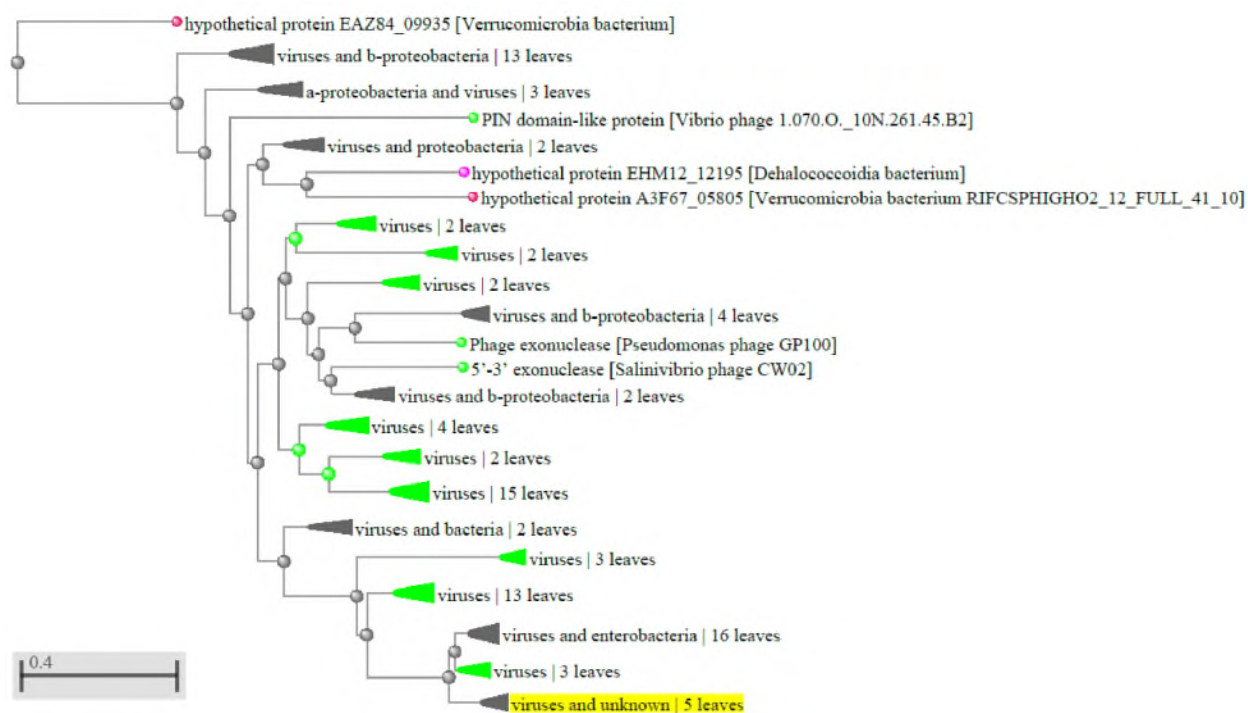 hypothetical protein EAZ84_09935 [Verrucomicrobia bacterium]
viruses and b-proteobacteria | 13 leaves
a-proteobacteria and viruses | 3 leaves
PIN domain-like protein [Vibrio phage 1.070.O._10N.261.45.B2]
viruses and proteobacteria | 2 leaves
hypothetical protein EHM12_12195 [Dehalococcoidia bacterium]
hypothetical protein A3F67_05805 [Verrucomicrobia bacterium RIFCSPHIGHO2_12_FULL_41_10]
viruses | 2 leaves
viruses | 2 leaves
viruses | 2 leaves
viruses and b-proteobacteria | 4 leaves
Phage exonuclease [Pseudomonas phage GP100]
5’-3’ exonuclease [Salinivibrio phage CW02]
viruses and b-proteobacteria | 2 leaves
viruses | 4 leaves
viruses | 2 leaves
viruses | 15 leaves
viruses and bacteria | 2 leaves
viruses | 3 leaves
viruses | 13 leaves
viruses and enterobacteria | 16 leaves
viruses | 3 leaves
viruses and unknown | 5 leaves
0.4